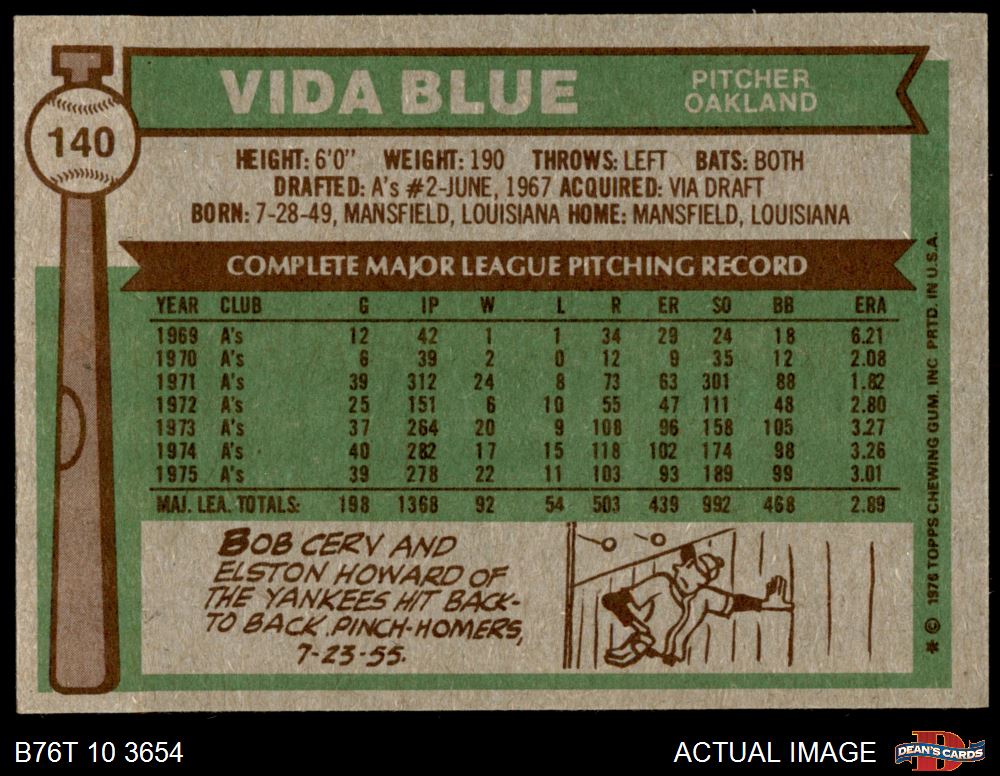 VIDA BLUE
PITCHER
OAKLAND
140
HEIGHT: 6'0" WEIGHT: 190 THROWS: LEFT BATS: BOTH
DRAFTED: A's #2-JUNE, 1967 ACQUIRED: VIA DRAFT
BORN: 7-28-49, MANSFIELD, LOUISIANA HOME: MANSFIELD, LOUISIANA
COMPLETE MAJOR LEAGUE PITCHING RECORD
YEAR CLUB G IP W L R ER SO BB ERA
1969 A's 12 42 1 1 34 29 24 18 6.21
1970 A's 6 39 2 0 12 9 35 12 2.08
1971 A's 39 312 24 8 73 63 301 88 1.82
1972 A's 25 151 6 10 55 47 111 48 2.80
1973 A's 37 264 20 9 108 96 158 105 3.27
1974 A's 40 282 17 15 118 102 174 98 3.26
1975 A's 39 278 22 11 103 93 189 99 3.01
MAJ. LEA. TOTALS: 198 1368 92 54 503 439 992 468 2.89
BOB CERV AND
ELSTON HOWARD OF
THE YANKEES HIT BACK-
TO BACK PINCH-HOMERS,
7-23-55.
* © 1976 TOPPS CHEWING GUM, INC PRTD. IN U.S.A.
B76T 10 3654
ACTUAL IMAGE
DEAN'S CARDS